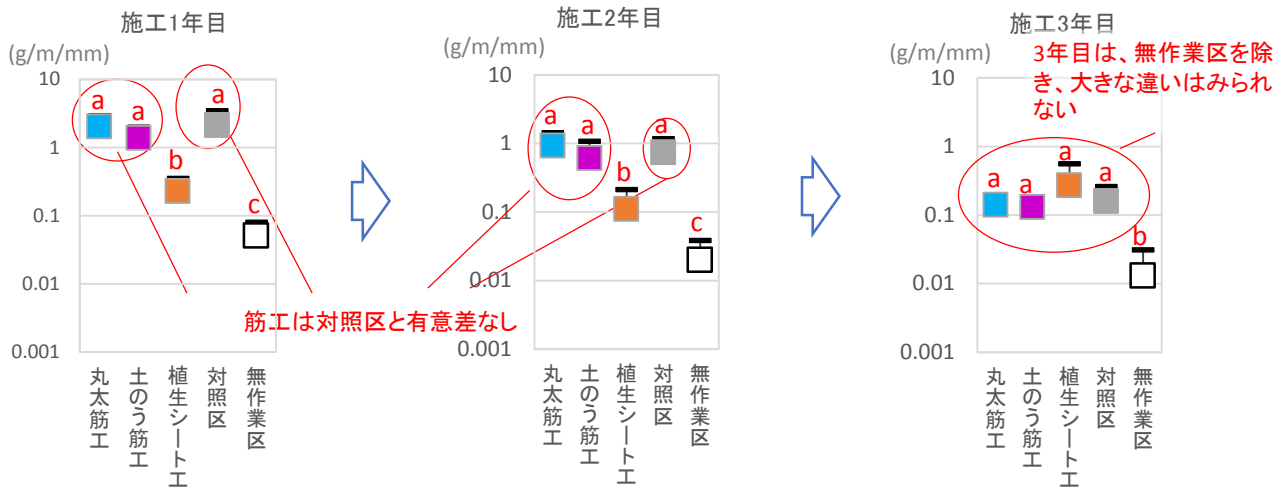 施工1年目
(g/m/mm)
10
1
0.1
0.01
0.001
a
a
a
b
c
丸太筋工
土のう筋工
植生シート工
対照区
無作業区
施工2年目
(g/m/mm)
10
1
0.1
0.01
0.001
a
a
a
b
c
丸太筋工
土のう筋工
植生シート工
対照区
無作業区
筋工は対照区と有意差なし
施工3年目
(g/m/mm)
3年目は、無作業区を除
き、大きな違いはみられ
ない
10
1
0.1
0.01
0.001
a
a
a
a
b
丸太筋工
土のう筋工
植生シート工
対照区
無作業区